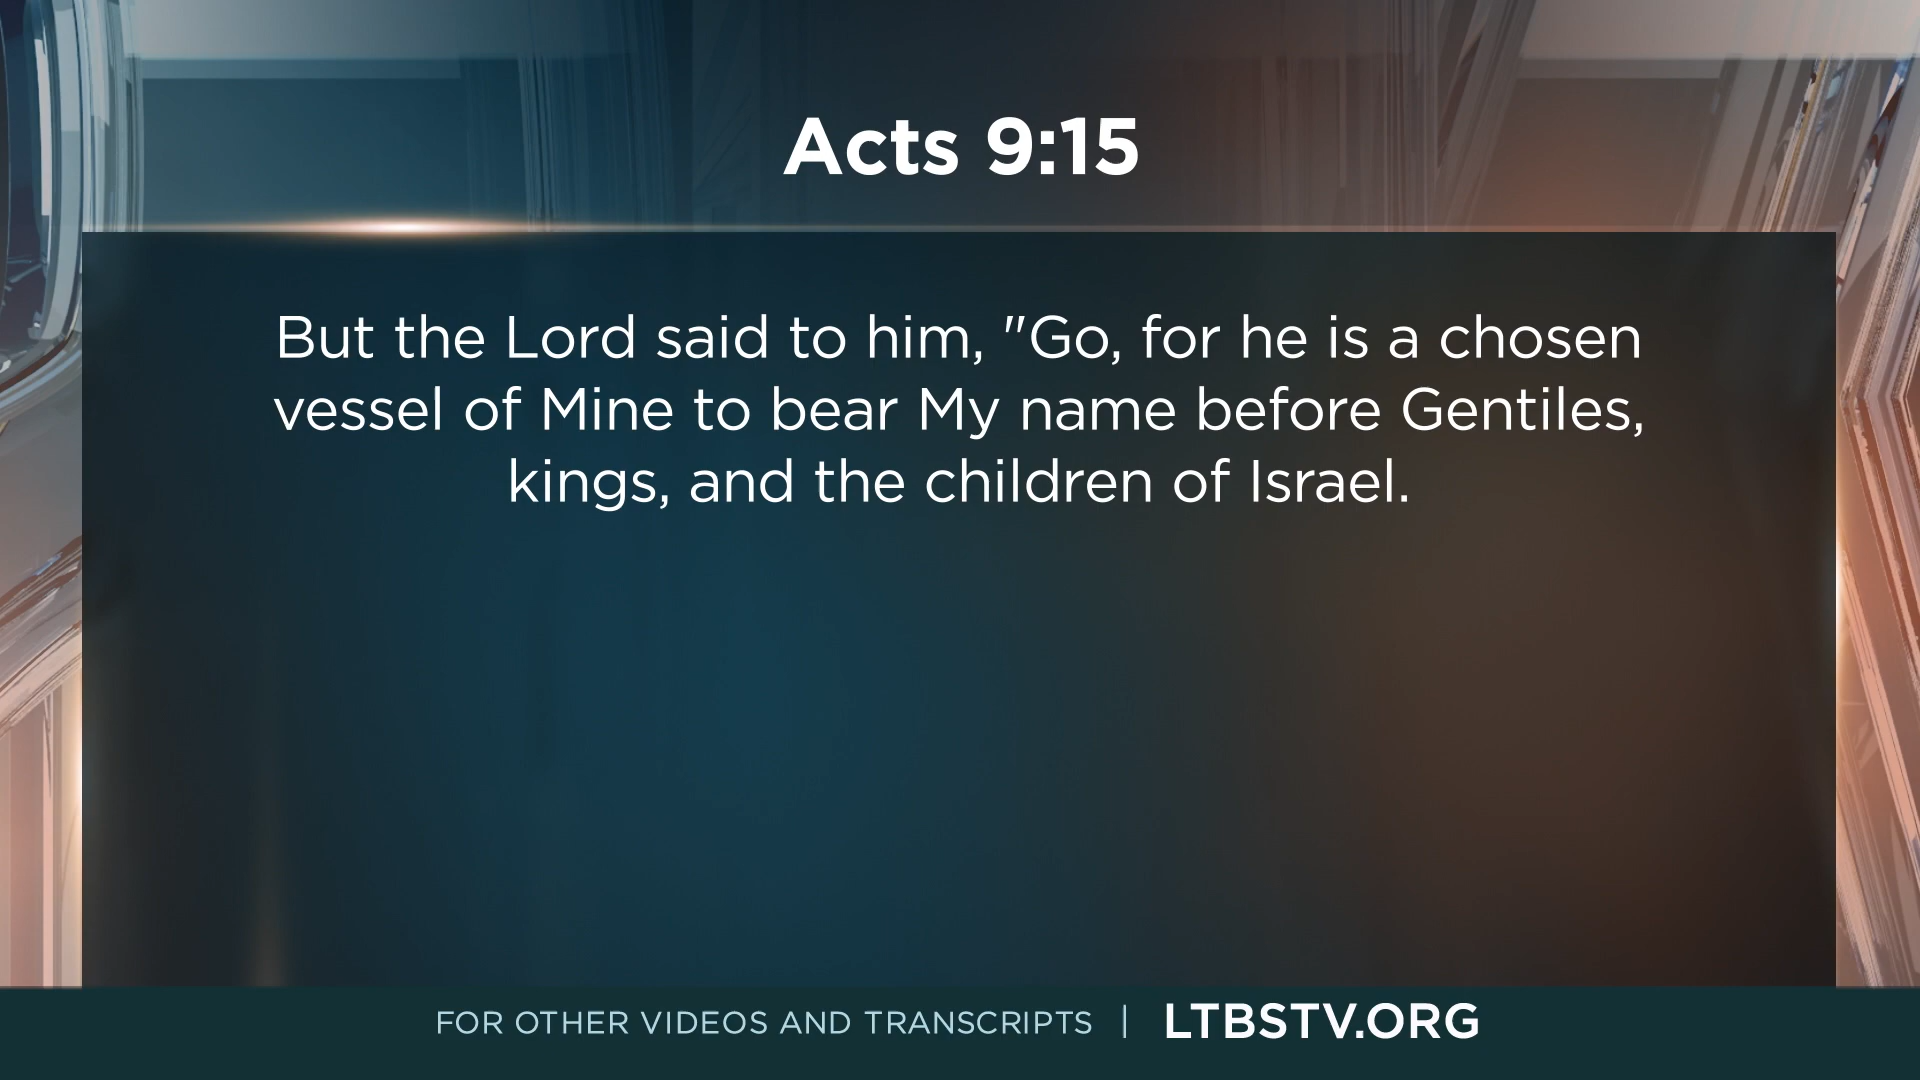 Acts 9:15
But the Lord said to him, "Go, for he is a chosen
vessel of Mine to bear My name before Gentiles,
kings, and the children of Israel.
FOR OTHER VIDEOS AND TRANSCRIPTS | LTBSTV.ORG